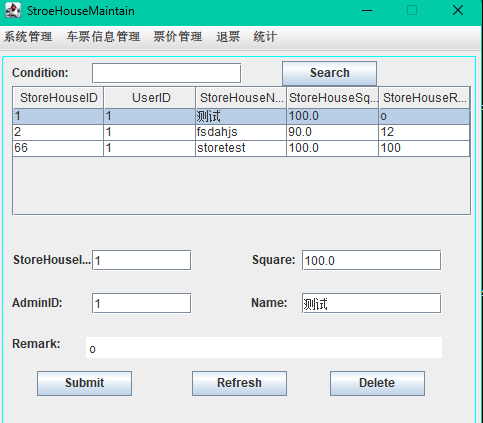 StroeHouseMaintain
系统管理 车票信息管理 票价管理 退票 统计
Condition: Search
StoreHouseID UserID StoreHouseN... StoreHouseSq... StoreHouseR...
1 1 测试 100.0 o
2 1 fsdahjs 90.0 12
66 1 storetest 100.0 100
StoreHouseI... 1 Square: 100.0
AdminID: 1 Name: 测试
Remark: o
Submit Refresh Delete